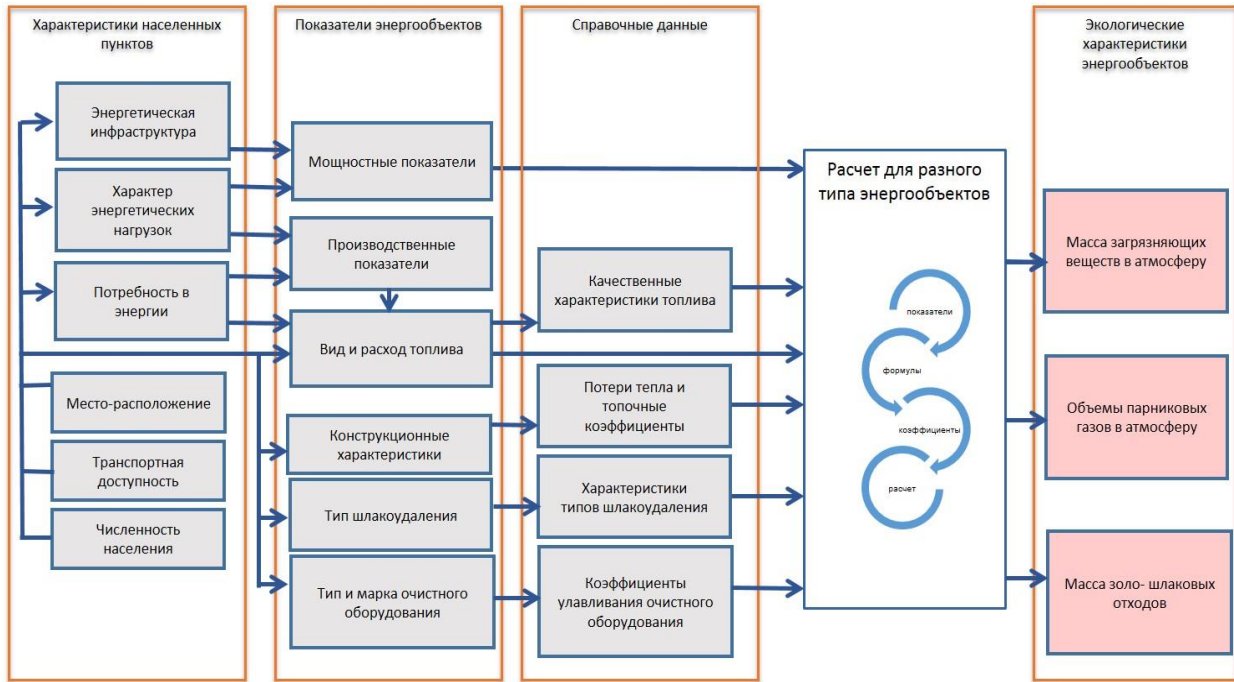 Характеристики населенных
пунктов
Энергетическая
инфраструктура
Характер
энергетических
нагрузок
Потребность в
энергии
Место-расположение
Транспортная
доступность
Численность
населения
Показатели энергообъектов
Мощностные показатели
Производственные
показатели
Вид и расход топлива
Конструкционные
характеристики
Тип шлакоудаления
Тип и марка очистного
оборудования
Справочные данные
Качественные
характеристики топлива
Потери тепла и
топочные
коэффициенты
Характеристики
типов шлакоудаления
Коэффициенты
улавливания очистного
оборудования
Расчет для разного
типа энергообъектов
показатели
формулы
коэффициенты
расчет
Экологические
характеристики
энергообъектов
Масса загрязняющих
веществ в атмосферу
Объемы парниковых
газов в атмосферу
Масса золо- шлаковых
отходов